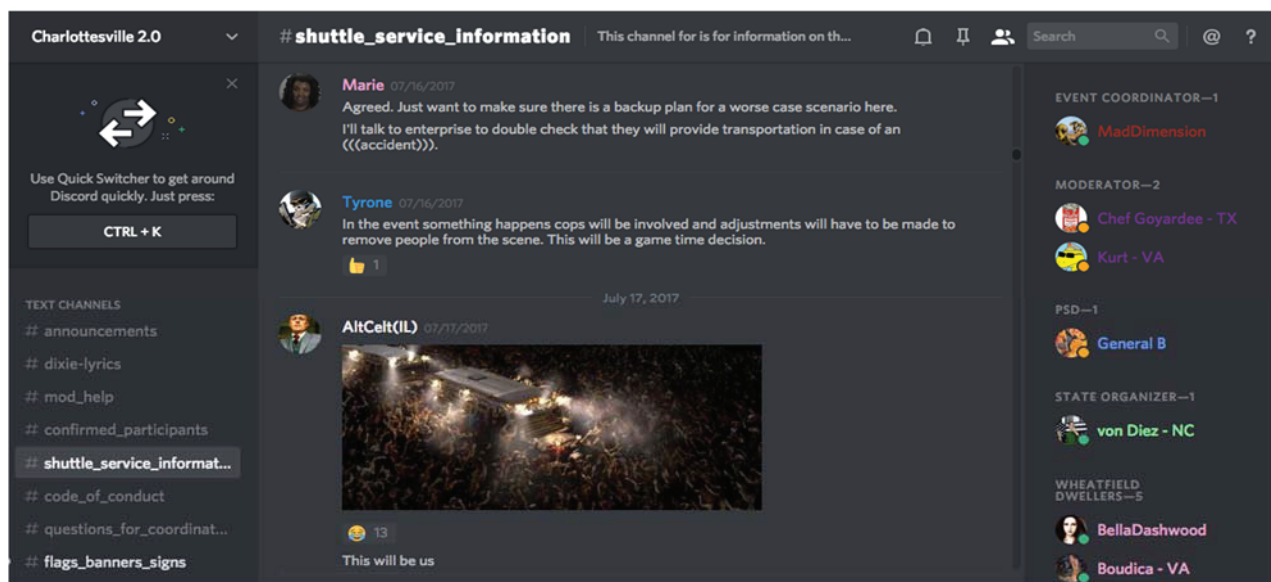 Charlottesville 2.0
Use Quick Switcher to get around
Discord quickly. Just press:
CTRL + K
TEXT CHANNELS
# announcements
# dixie-lyrics
# mod_help
# confirmed_participants
# shuttle_service_informat...
# code_of_conduct
# questions_for_coordinat...
# flags_banners_signs
#shuttle_service_information
This channel for is for information on th...
Search
@
?
Marie 07/16/2017
Agreed. Just want to make sure there is a backup plan for a worse case scenario here.
I'll talk to enterprise to double check that they will provide transportation in case of an
(((accident))).
Tyrone 07/16/2017
In the event something happens cops will be involved and adjustments will have to be made to
remove people from the scene. This will be a game time decision.
1
July 17, 2017
AltCelt(IL) 07/17/2017
13
This will be us
EVENT COORDINATOR—1
MadDimension
MODERATOR—2
Chef Goyardee - TX
Kurt - VA
PSD—1
General B
STATE ORGANIZER—1
von Diez - NC
WHEATFIELD
DWELLERS—5
BellaDashwood
Boudica - VA